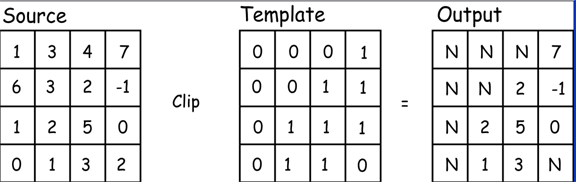 Source Template Output
1 3 4 7 0 0 0 1 N N N 7
6 3 2 -1 0 0 1 1 N N 2 -1
Clip =
1 2 5 0 0 1 1 1 N 2 5 0
0 1 3 2 0 1 1 0 N 1 3 N